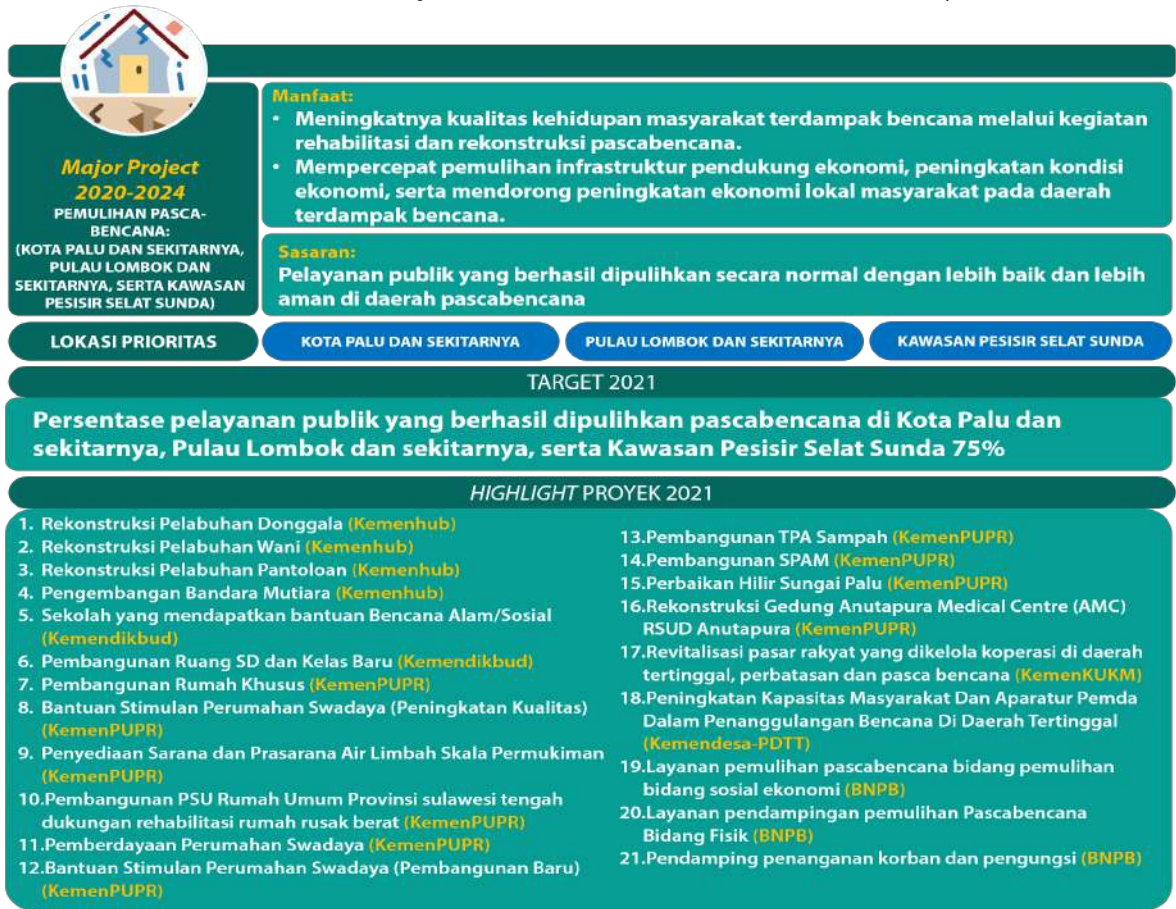 Major Project
2020-2024
PEMULIHAN PASCA-
BENCANA:
(KOTA PALU DAN SEKITARNYA,
PULAU LOMBOK DAN
SEKITARNYA, SERTA KAWASAN
PESISIR SELAT SUNDA)
Manfaat:
• Meningkatnya kualitas kehidupan masyarakat terdampak bencana melalui kegiatan
rehabilitasi dan rekonstruksi pascabencana.
• Mempercepat pemulihan infrastruktur pendukung ekonomi, peningkatan kondisi
ekonomi, serta mendorong peningkatan ekonomi lokal masyarakat pada daerah
terdampak bencana.
Sasaran:
Pelayanan publik yang berhasil dipulihkan secara normal dengan lebih baik dan lebih
aman di daerah pascabencana
LOKASI PRIORITAS
KOTA PALU DAN SEKITARNYA
PULAU LOMBOK DAN SEKITARNYA
KAWASAN PESISIR SELAT SUNDA
TARGET 2021
Persentase pelayanan publik yang berhasil dipulihkan pascabencana di Kota Palu dan
sekitarnya, Pulau Lombok dan sekitarnya, serta Kawasan Pesisir Selat Sunda 75%
HIGHLIGHT PROYEK 2021
1. Rekonstruksi Pelabuhan Donggala (Kemenhub)
2. Rekonstruksi Pelabuhan Wani (Kemenhub)
3. Rekonstruksi Pelabuhan Pantoloan (Kemenhub)
4. Pengembangan Bandara Mutiara (Kemenhub)
5. Sekolah yang mendapatkan bantuan Bencana Alam/Sosial
(Kemendikbud)
6. Pembangunan Ruang SD dan Kelas Baru (Kemendikbud)
7. Pembangunan Rumah Khusus (KemenPUPR)
8. Bantuan Stimulan Perumahan Swadaya (Peningkatan Kualitas)
(KemenPUPR)
9. Penyediaan Sarana dan Prasarana Air Limbah Skala Permukiman
(KemenPUPR)
10.Pembangunan PSU Rumah Umum Provinsi sulawesi tengah
dukungan rehabilitasi rumah rusak berat (KemenPUPR)
11.Pemberdayaan Perumahan Swadaya (KemenPUPR)
12.Bantuan Stimulan Perumahan Swadaya (Pembangunan Baru)
(KemenPUPR)
13.Pembangunan TPA Sampah (KemenPUPR)
14.Pembangunan SPAM (KemenPUPR)
15.Perbaikan Hilir Sungai Palu (KemenPUPR)
16.Rekonstruksi Gedung Anutapura Medical Centre (AMC)
RSUD Anutapura (KemenPUPR)
17.Revitalisasi pasar rakyat yang dikelola koperasi di daerah
tertinggal, perbatasan dan pasca bencana (KemenKUKM)
18.Peningkatan Kapasitas Masyarakat Dan Aparatur Pemda
Dalam Penanggulangan Bencana Di Daerah Tertinggal
(Kemendesa-PDTT)
19.Layanan pemulihan pascabencana bidang pemulihan
bidang sosial ekonomi (BNPB)
20.Layanan pendampingan pemulihan Pascabencana
Bidang Fisik (BNPB)
21.Pendamping penanganan korban dan pengungsi (BNPB)